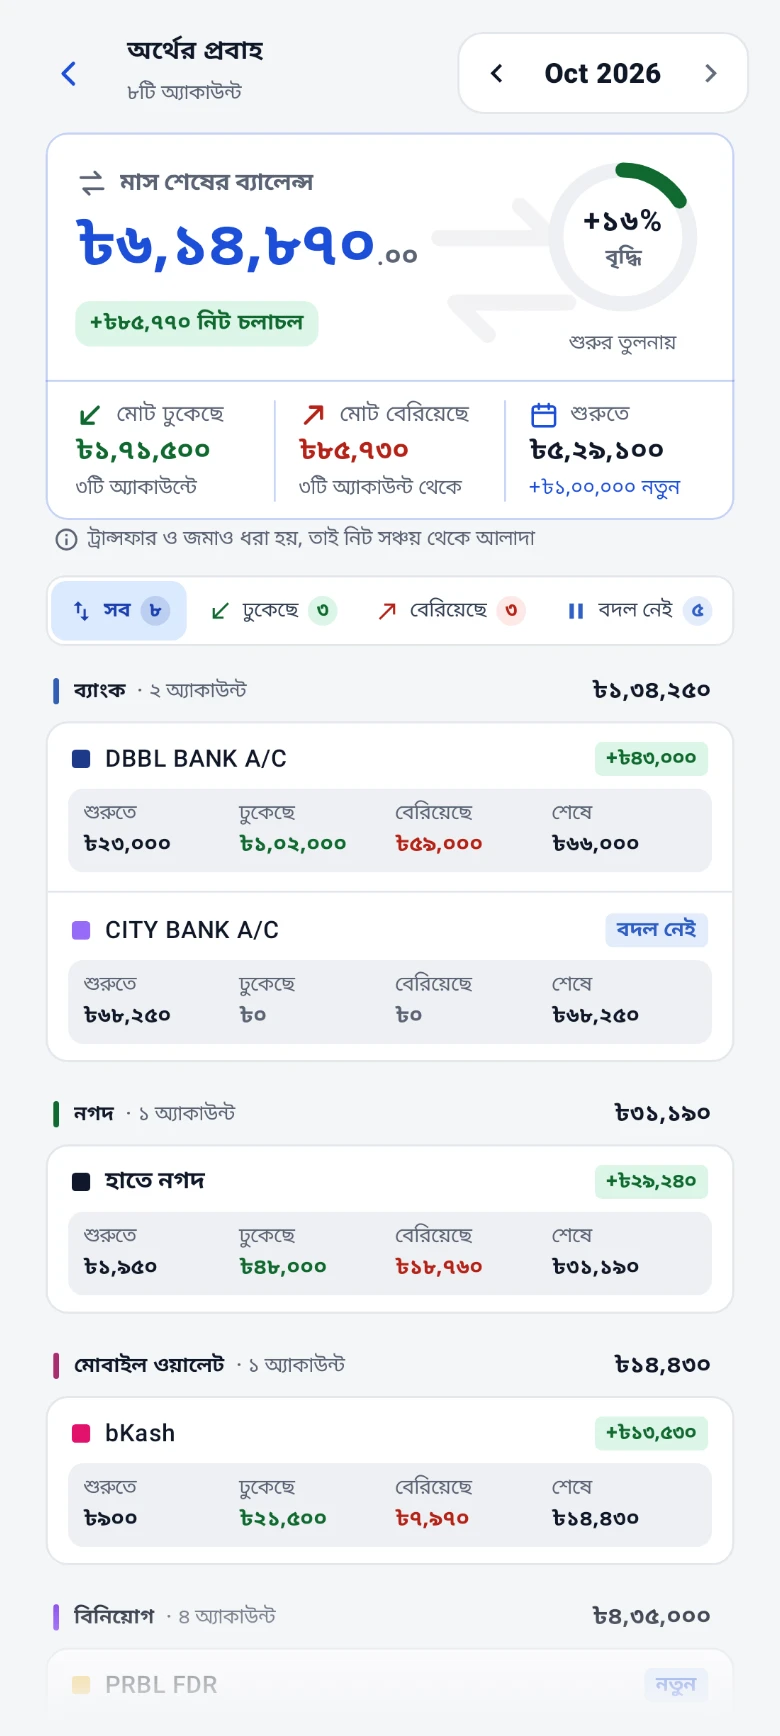 অর্থের প্রবাহ
৮টি অ্যাকাউন্ট
Oct 2026
মাস শেষের ব্যালেন্স
৳৬,১৪,৮৭০.০০
+৳৮৫,৭৭০ নিট চলাচল
+১৬%
বৃদ্ধি
শুরুর তুলনায়
মোট ঢুকেছে
৳১,৭১,৫০০
৩টি অ্যাকাউন্টে
মোট বেরিয়েছে
৳৮৫,৭৩০
৩টি অ্যাকাউন্ট থেকে
শুরুতে
৳৫,২৯,১০০
+৳১,০০,০০০ নতুন
ট্রান্সফার ও জমাও ধরা হয়, তাই নিট সঞ্চয় থেকে আলাদা
সব ৮ ঢুকেছে ৩ বেরিয়েছে ৩ বদল নেই ৫
ব্যাংক · ২ অ্যাকাউন্ট ৳১,৩৪,২৫০
DBBL BANK A/C +৳৪৩,০০০
শুরুতে ঢুকেছে বেরিয়েছে শেষে
৳২৩,০০০ ৳১,০২,০০০ ৳৫৯,০০০ ৳৬৬,০০০
CITY BANK A/C বদল নেই
শুরুতে ঢুকেছে বেরিয়েছে শেষে
৳৬৮,২৫০ ৳০ ৳০ ৳৬৮,২৫০
নগদ · ১ অ্যাকাউন্ট ৳৩১,১৯০
হাতে নগদ +৳২৯,২৪০
শুরুতে ঢুকেছে বেরিয়েছে শেষে
৳১,৯৫০ ৳৪৮,০০০ ৳১৮,৭৬০ ৳৩১,১৯০
মোবাইল ওয়ালেট · ১ অ্যাকাউন্ট ৳১৪,৪৩০
bKash +৳১৩,৫৩০
শুরুতে ঢুকেছে বেরিয়েছে শেষে
৳৯০০ ৳২১,৫০০ ৳৭,৯৭০ ৳১৪,৪৩০
বিনিয়োগ · ৪ অ্যাকাউন্ট ৳৪,৩৫,০০০
PRBL FDR নতুন